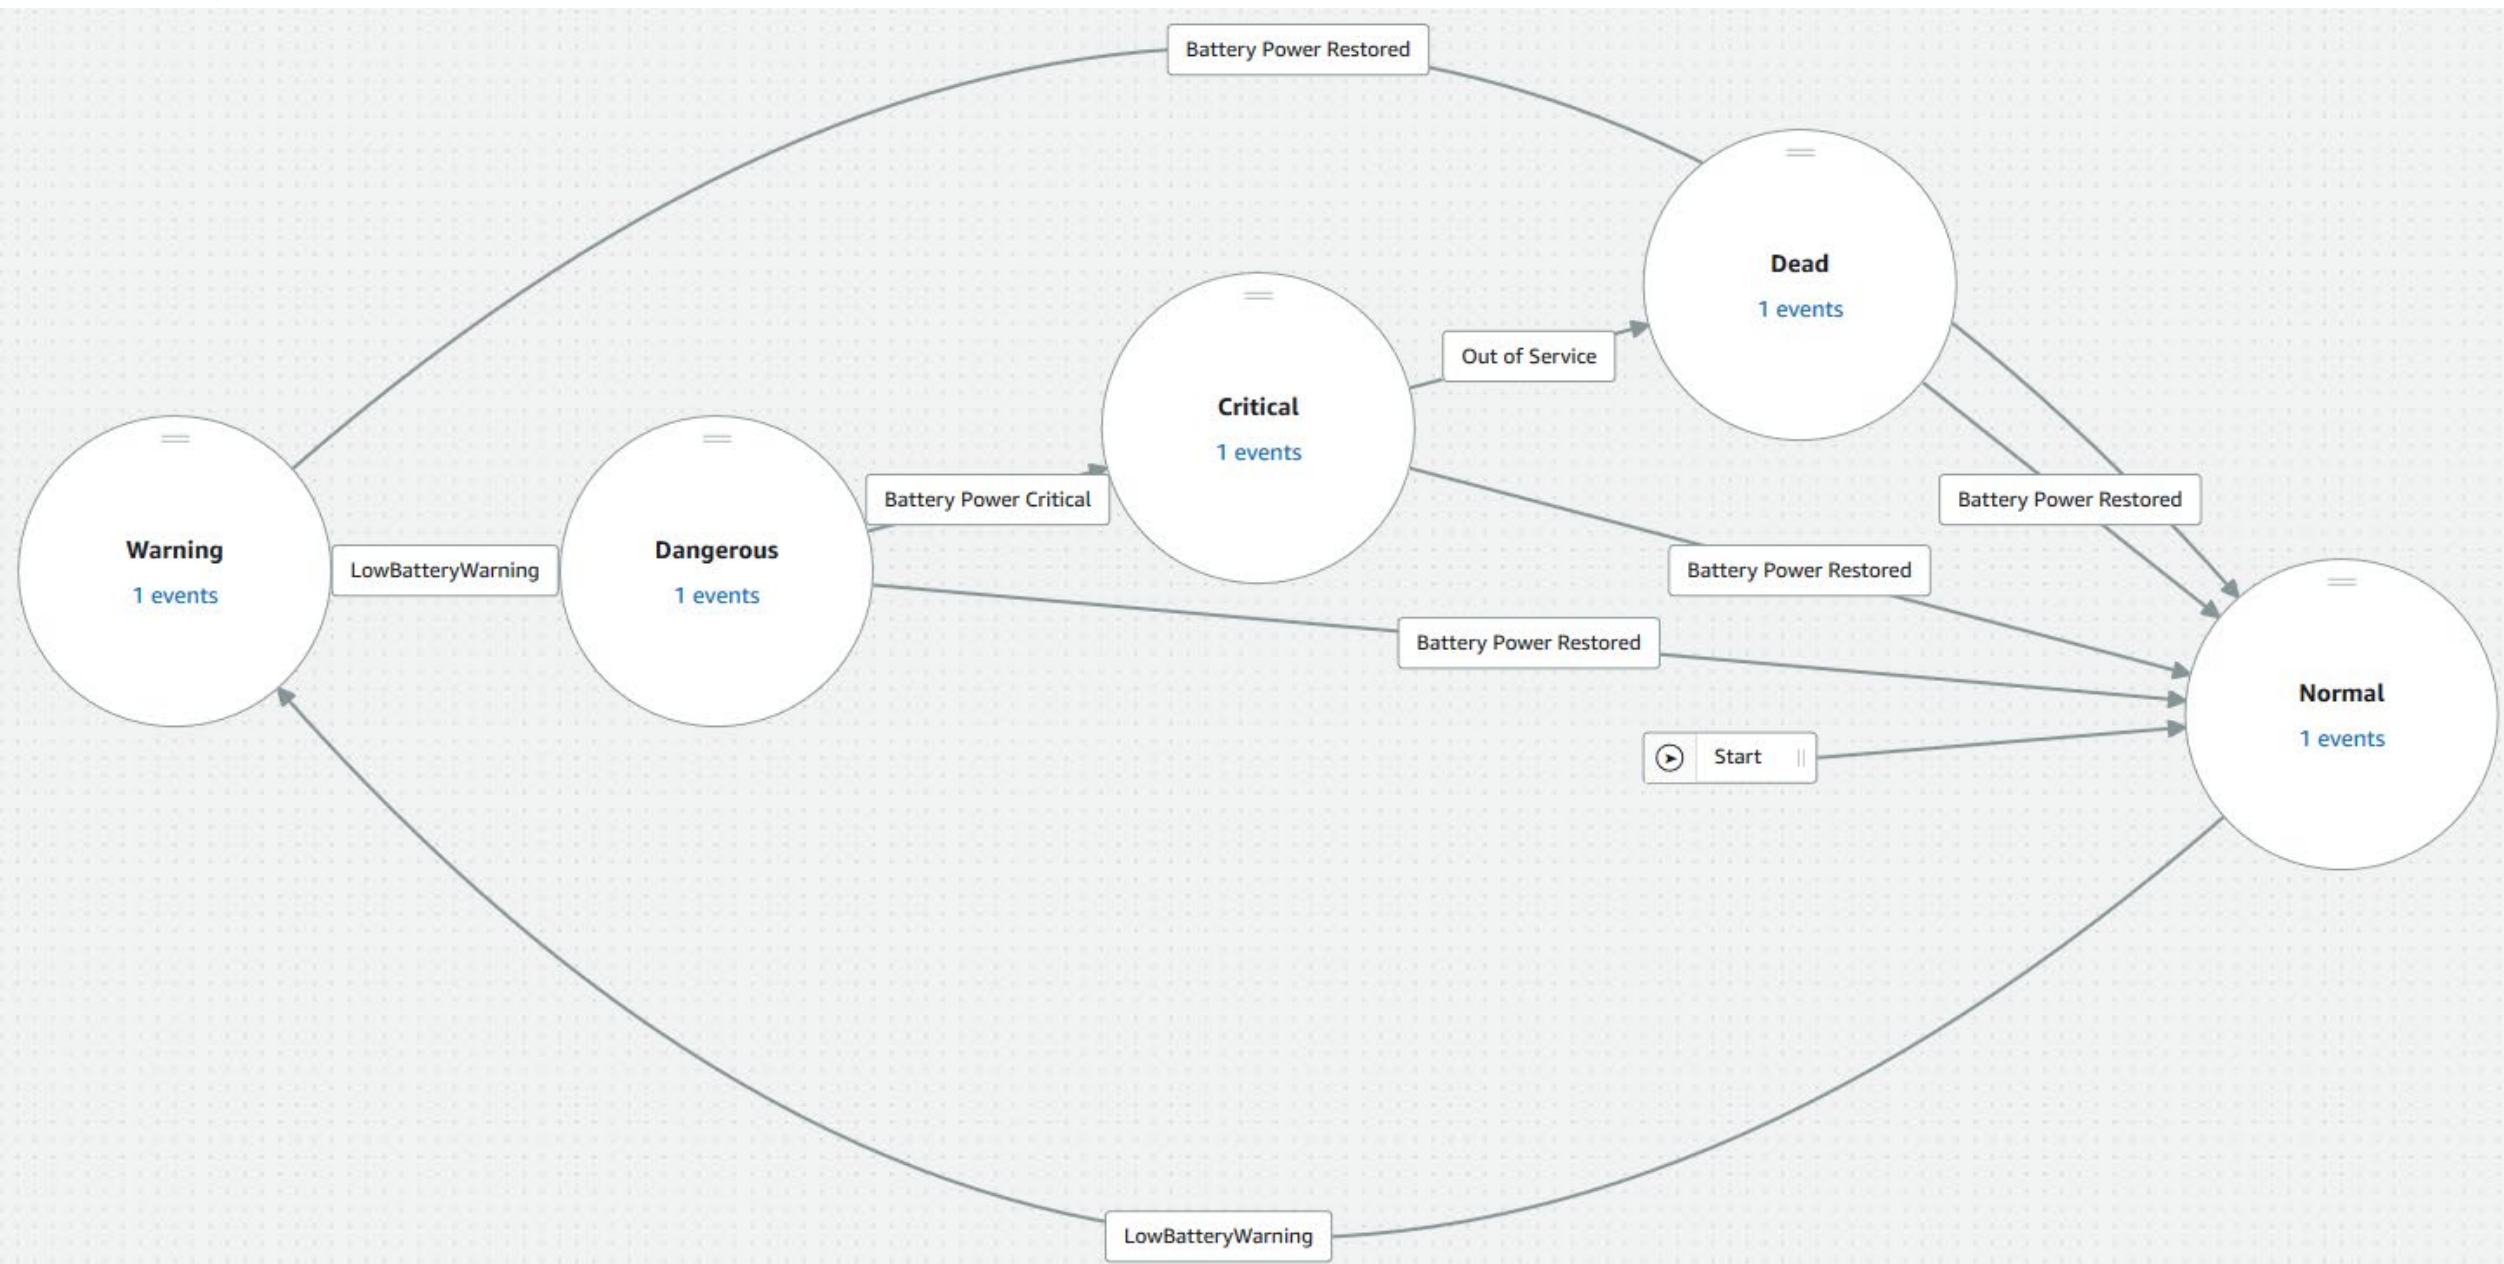 Battery Power Restored
Dead
1 events
Out of Service
Critical
1 events
Battery Power Critical
Battery Power Restored
Warning
1 events
LowBatteryWarning
Dangerous
1 events
Battery Power Restored
Battery Power Restored
Normal
1 events
Start
LowBatteryWarning